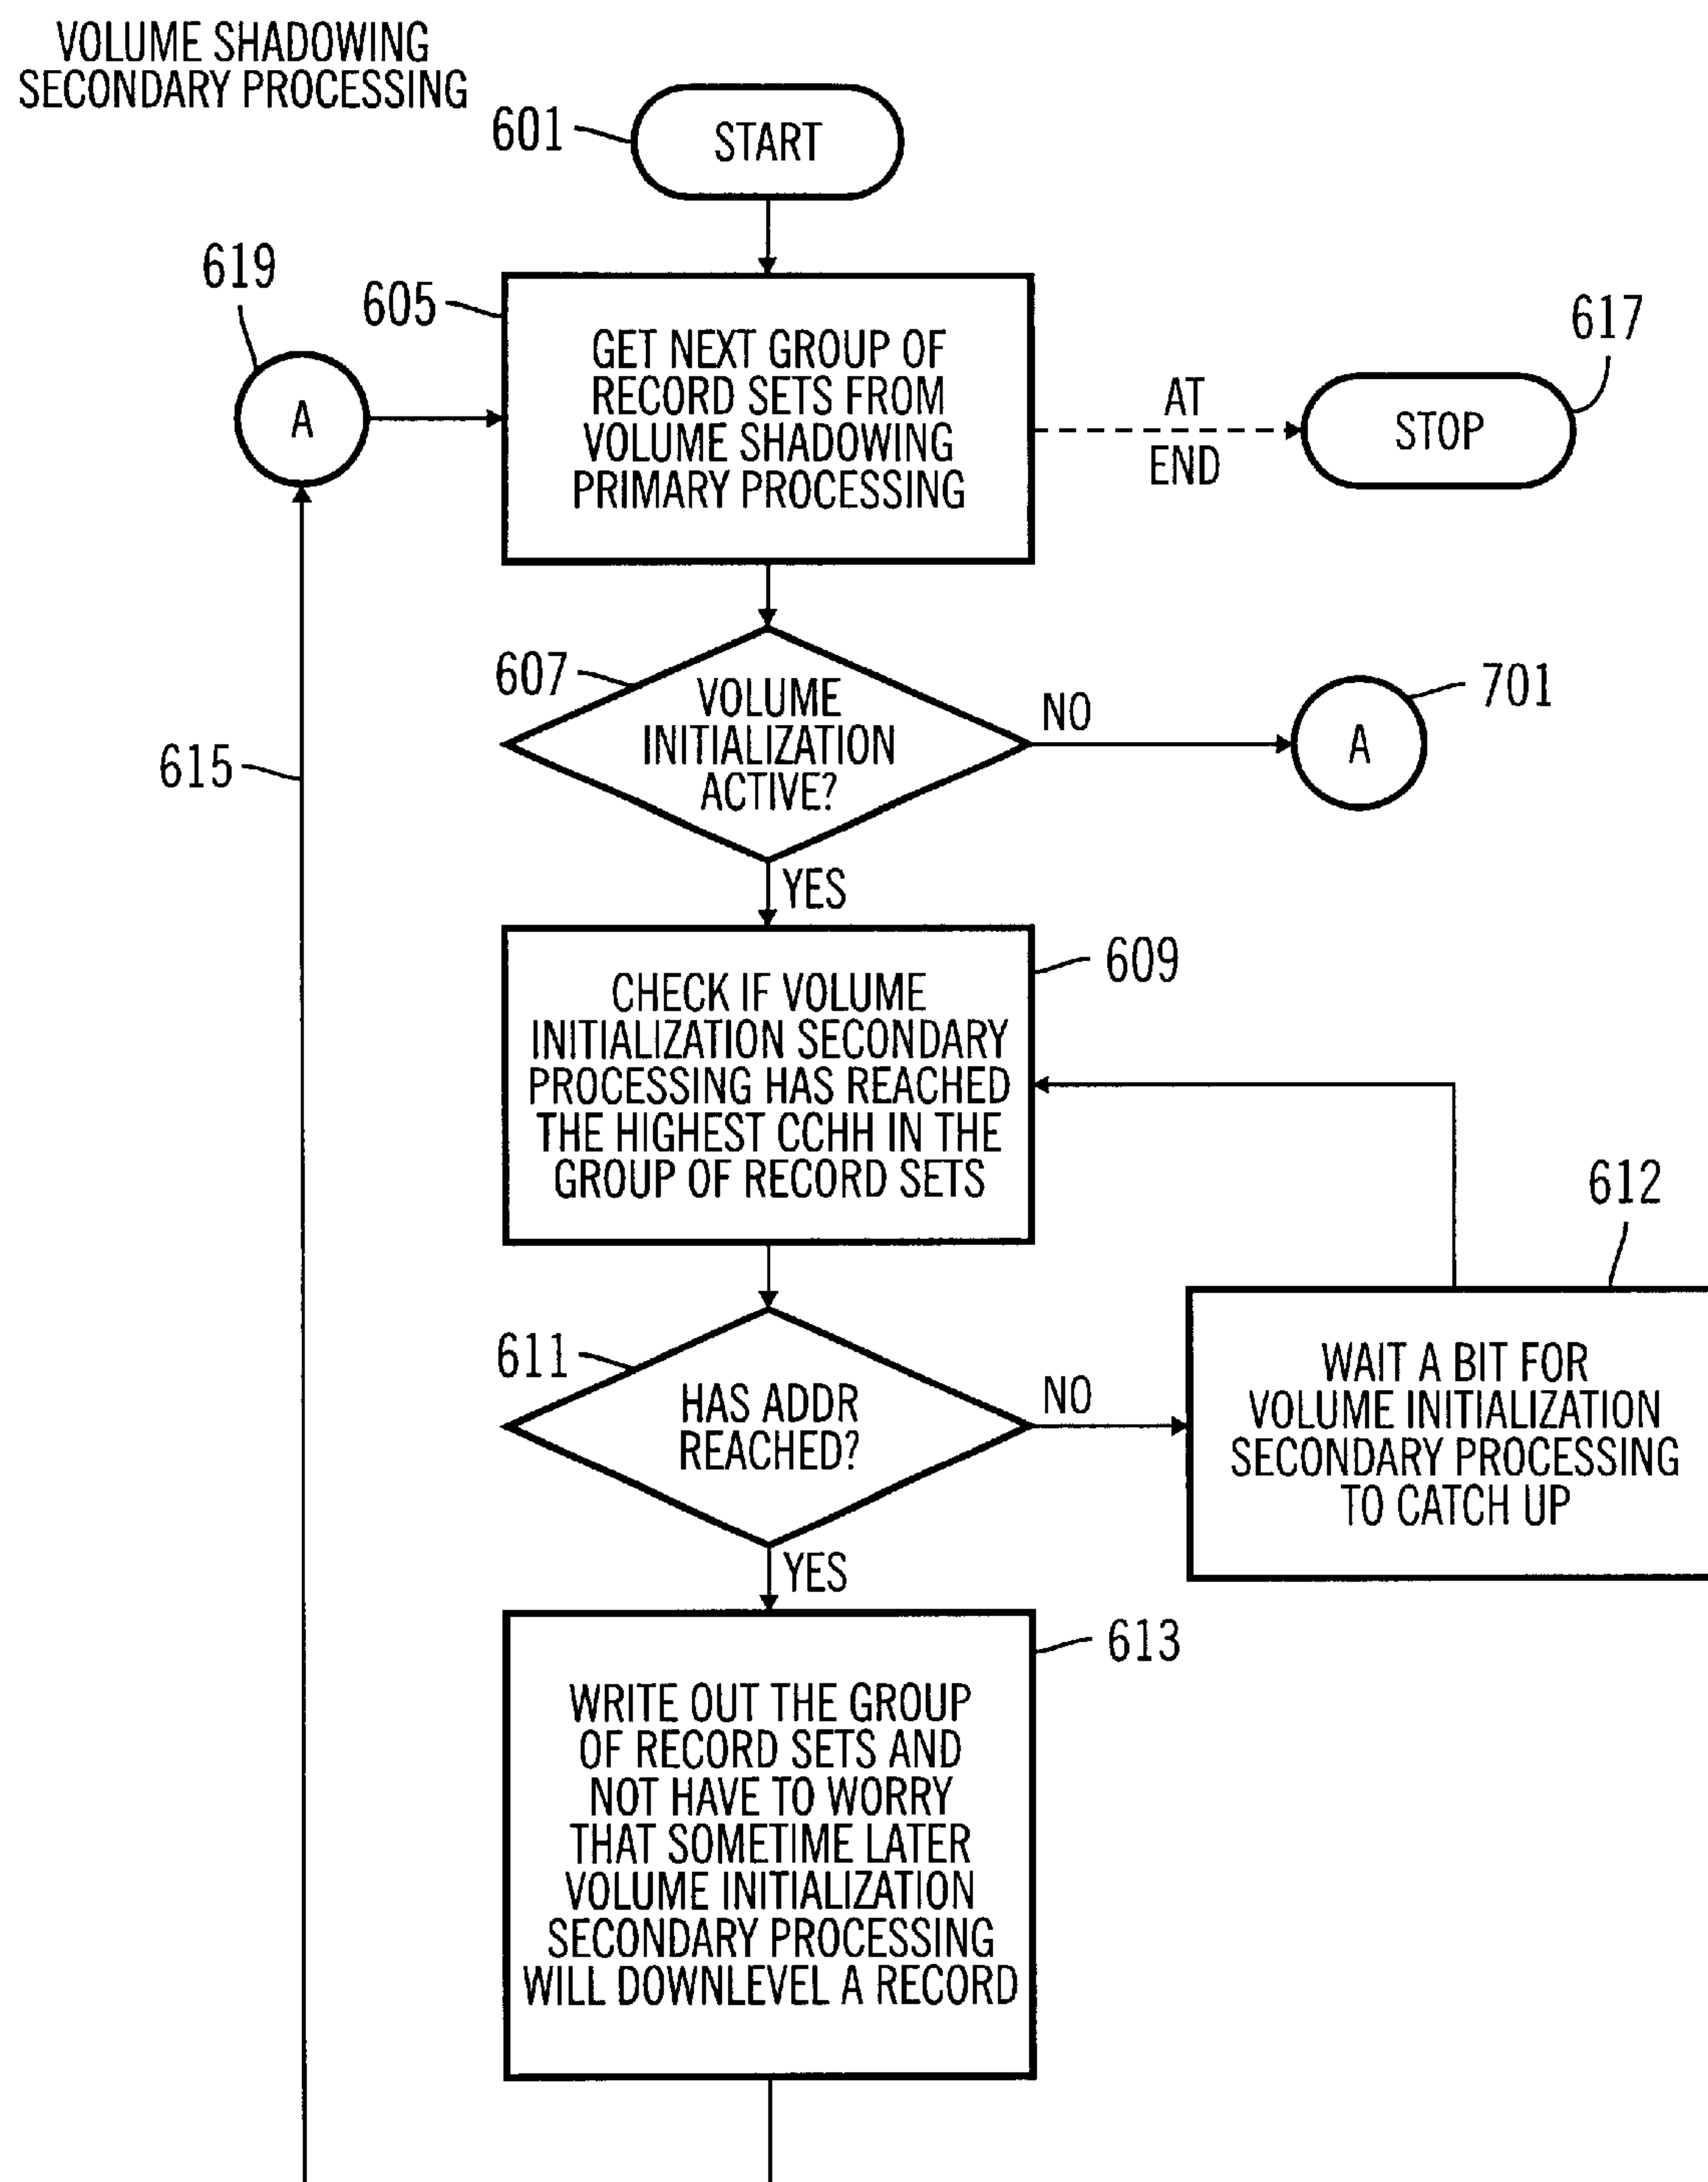 VOLUME SHADOWING
SECONDARY PROCESSING
601
START
619
605
617
GET NEXT GROUP OF
RECORD SETS FROM
VOLUME SHADOWING
PRIMARY PROCESSING
A
AT
END
STOP
607
VOLUME
INITIALIZATION
ACTIVE?
NO
701
A
615
YES
609
CHECK IF VOLUME
INITIALIZATION SECONDARY
PROCESSING HAS REACHED
THE HIGHEST CCHH IN THE
GROUP OF RECORD SETS
612
611
HAS ADDR
REACHED?
NO
WAIT A BIT FOR
VOLUME INITIALIZATION
SECONDARY PROCESSING
TO CATCH UP
YES
613
WRITE OUT THE GROUP
OF RECORD SETS AND
NOT HAVE TO WORRY
THAT SOMETIME LATER
VOLUME INITIALIZATION
SECONDARY PROCESSING
WILL DOWNLEVEL A RECORD